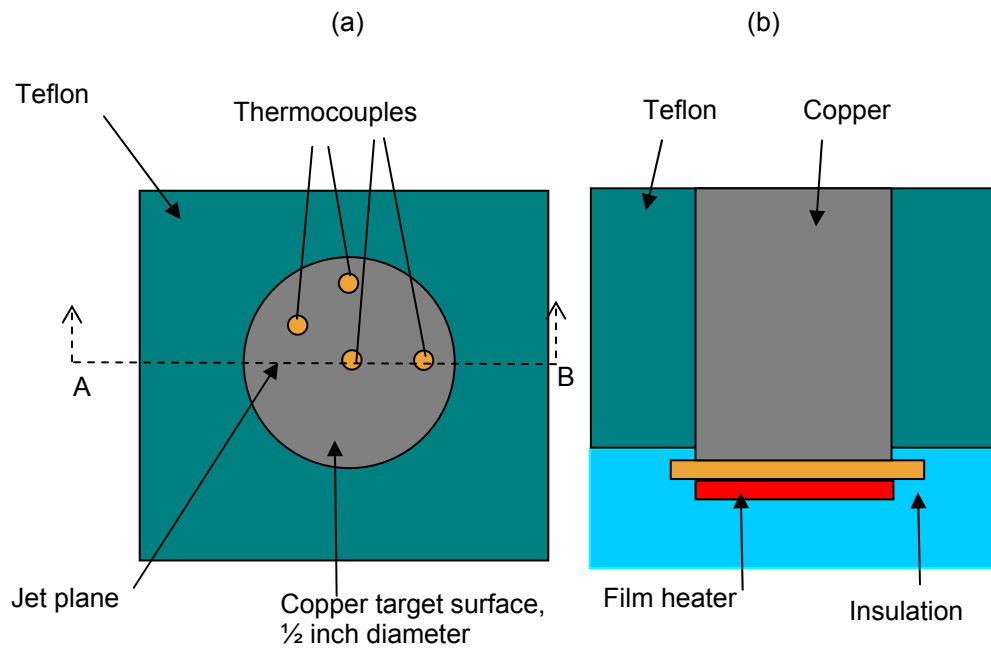 (a)
(b)
Teflon
Thermocouples
Teflon
Copper
A
B
Jet plane
Copper target surface,
½ inch diameter
Film heater
Insulation